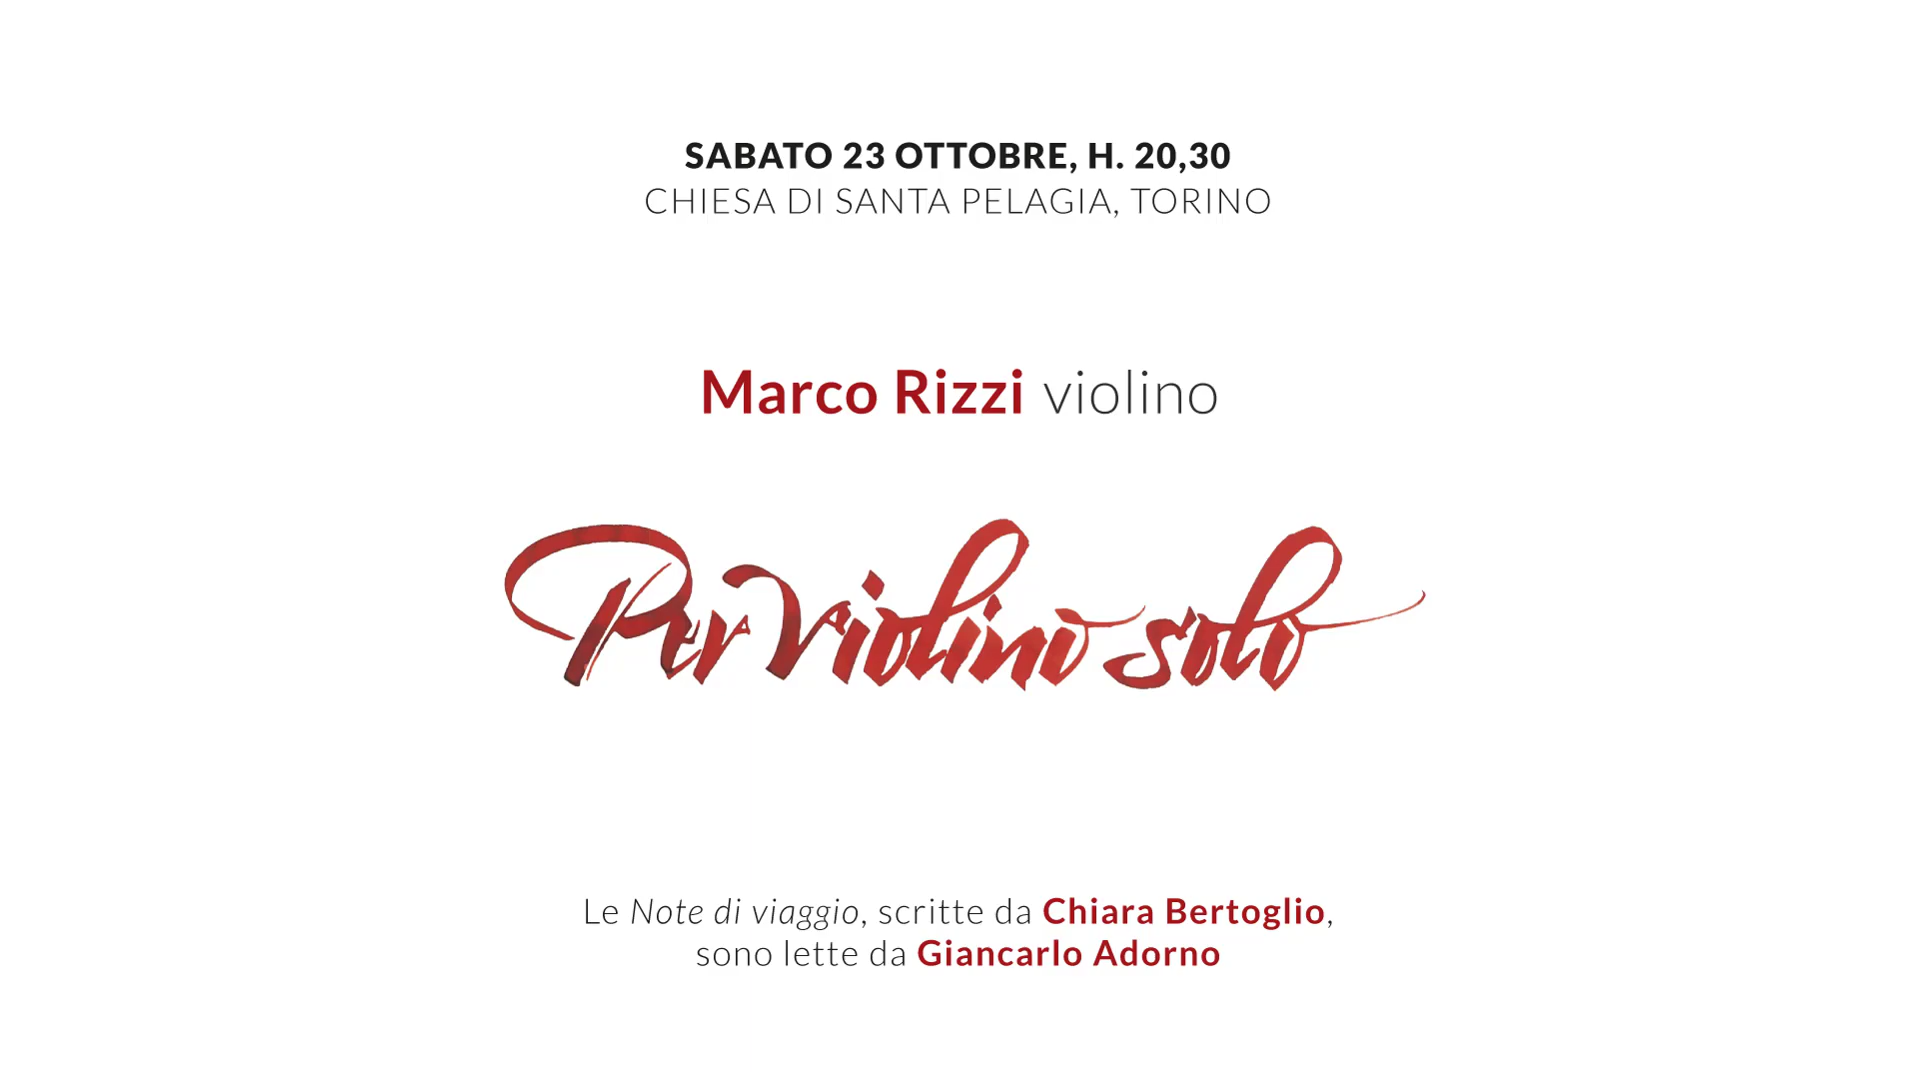 SABATO 23 OTTOBRE, H. 20,30
CHIESA DI SANTA PELAGIA, TORINO
Marco Rizzi violino
Per violino solo
Le Note di viaggio, scritte da Chiara Bertoglio,
sono lette da Giancarlo Adorno